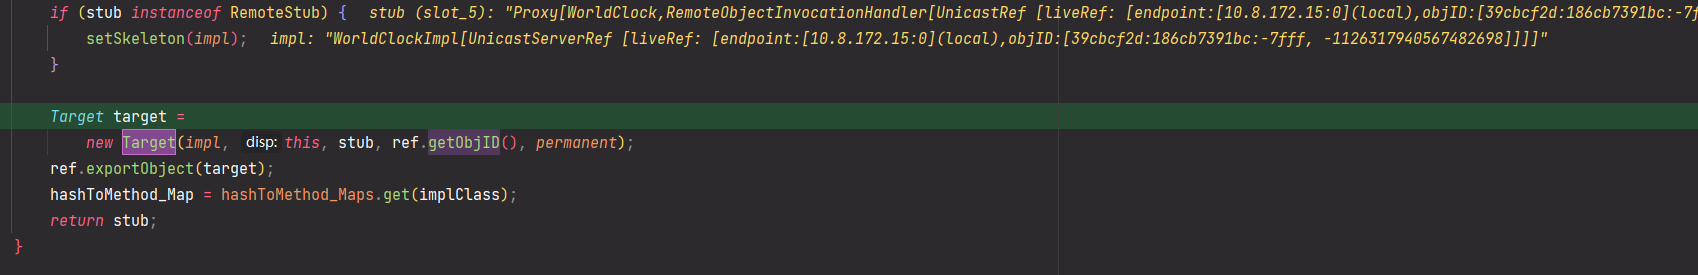 if (stub instanceof RemoteStub) { stub (slot_5): "Proxy[WorldClock,RemoteObjectInvocationHandler[UnicastRef [liveRef: [endpoint:[10.8.172.15:0](local),objID:[39cbcf2d:186cb7391bc:-7f
setSkeleton(impl); impl: "WorldClockImpl[UnicastServerRef [liveRef: [endpoint:[10.8.172.15:0](local),objID:[39cbcf2d:186cb7391bc:-7fff, -1126317940567482698]]]]"
}
Target target =
new Target(impl, disp: this, stub, ref.getObjID(), permanent);
ref.exportObject(target);
hashToMethod_Map = hashToMethod_Maps.get(implClass);
return stub;
}